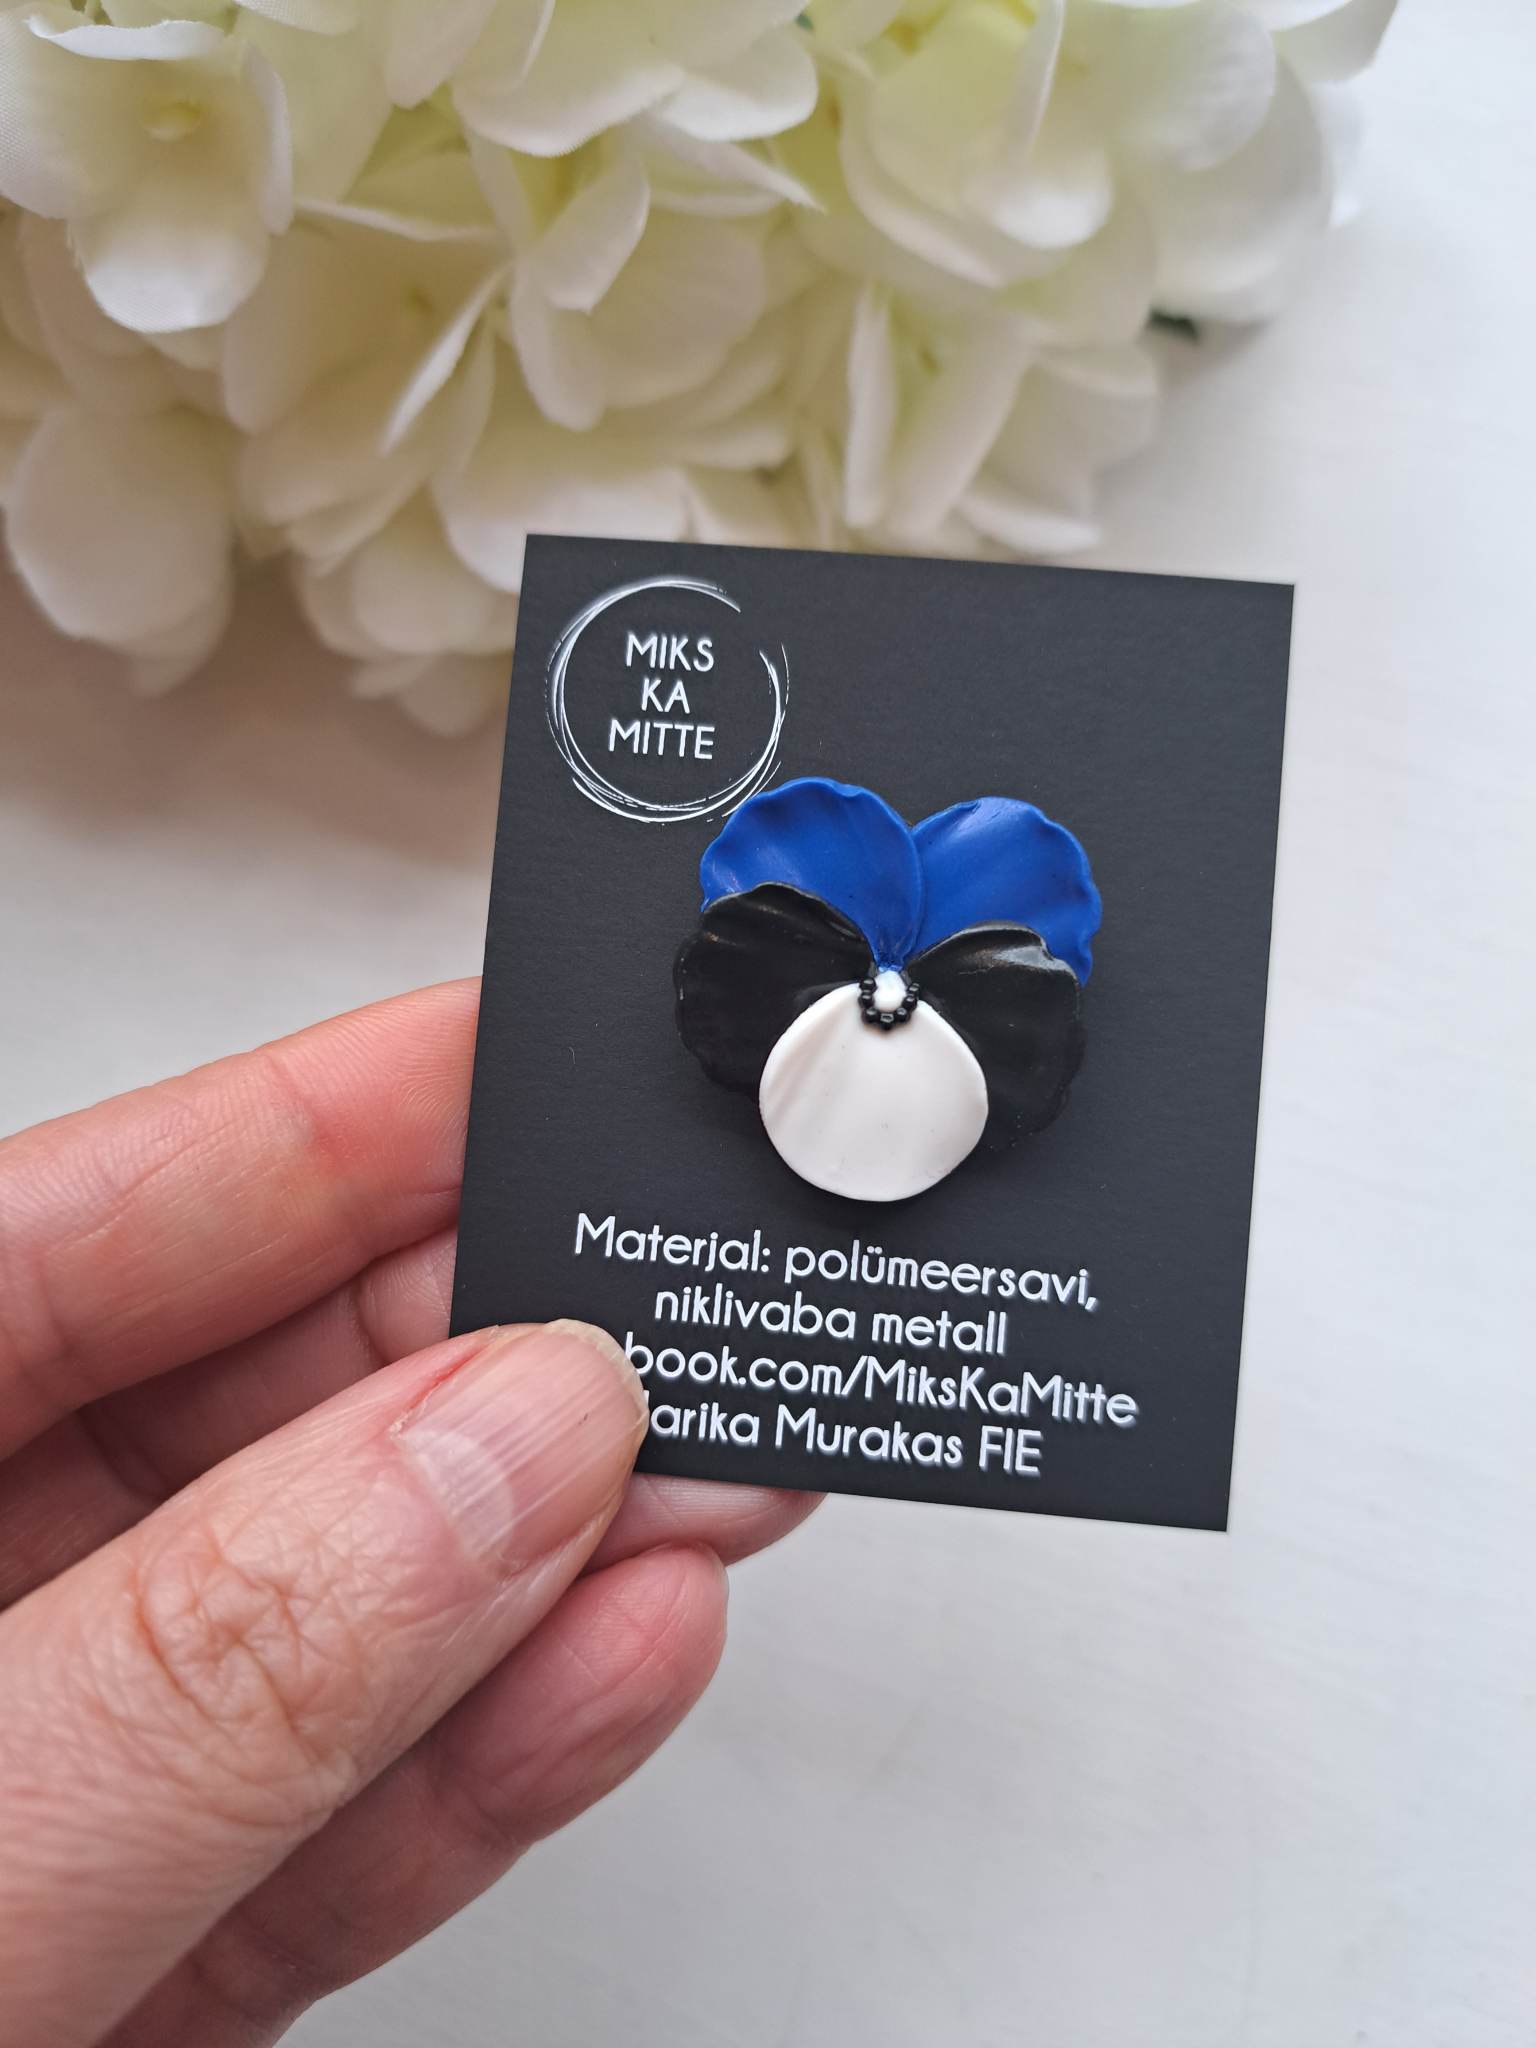 MIKS
KA
MITTE
Materjal: polümeersavi,
niklivaba metall
book.com/MiksKaMitte
arika Murakas FIE